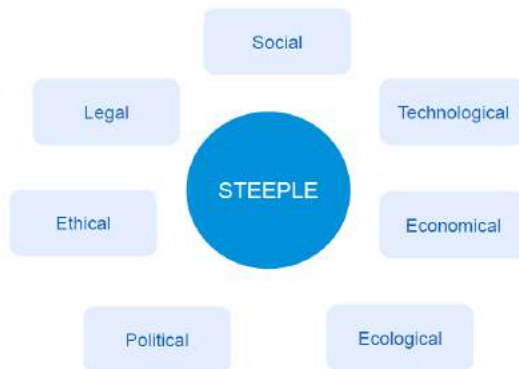 Social
Legal
Technological
STEEPLE
Ethical
Economical
Political
Ecological